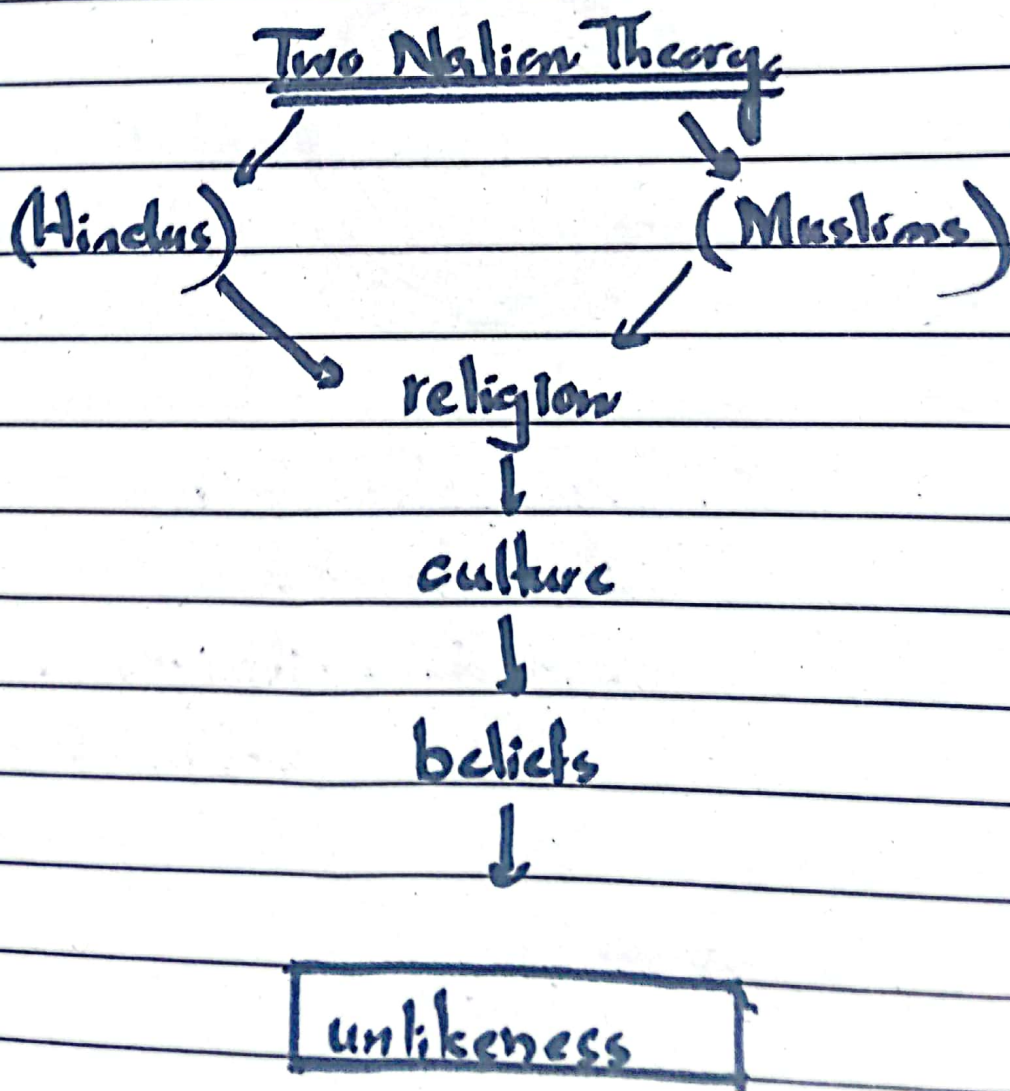 Two Nation Theory
(Hindus) (Muslims)
religion
culture
beliefs
unlikeness